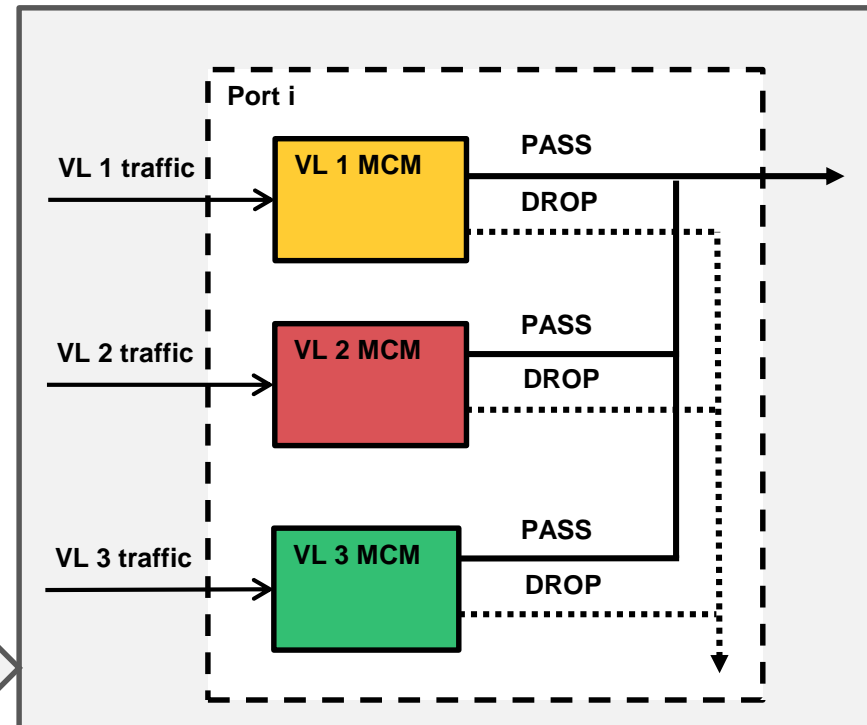 Port i
VL 1 traffic
VL 1 MCM
PASS
DROP
VL 2 traffic
VL 2 MCM
PASS
DROP
VL 3 traffic
VL 3 MCM
PASS
DROP